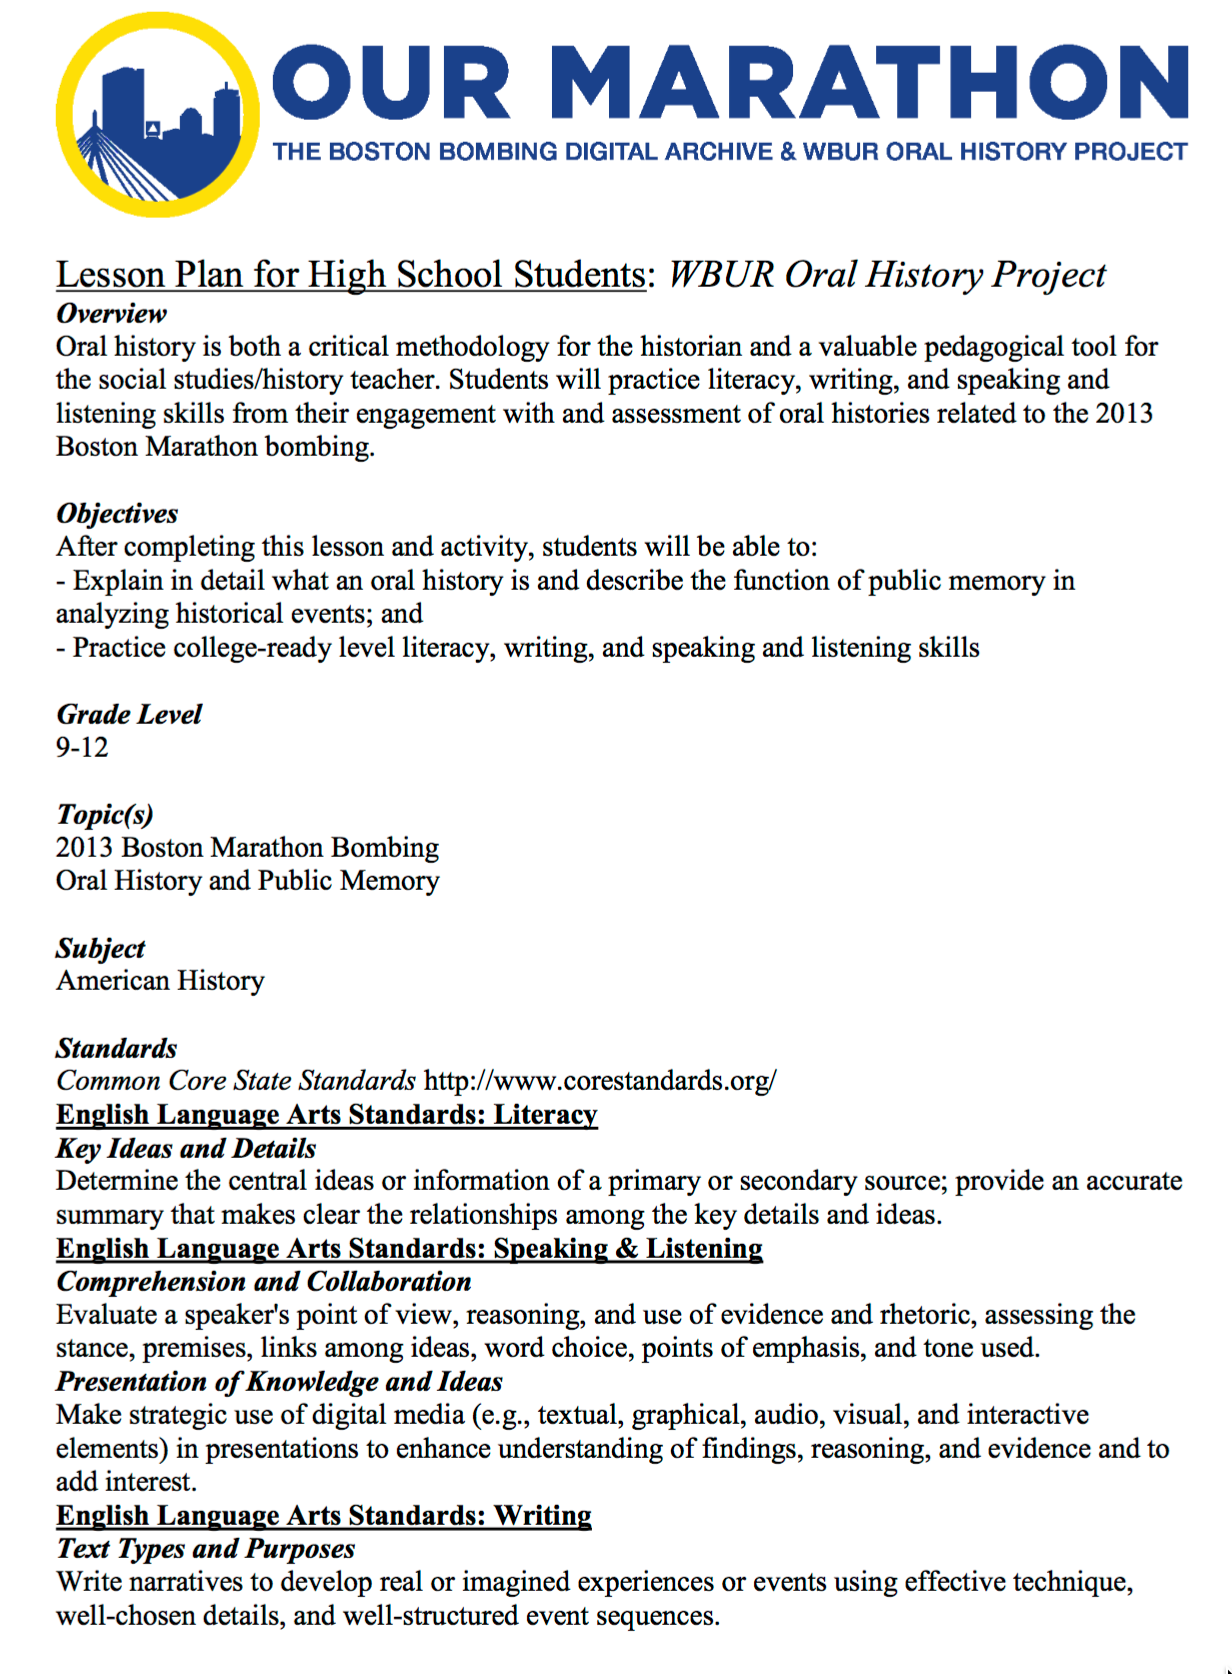 OUR MARATHON
THE BOSTON BOMBING DIGITAL ARCHIVE & WBUR ORAL HISTORY PROJECT
Lesson Plan for High School Students: WBUR Oral History Project
Overview
Oral history is both a critical methodology for the historian and a valuable pedagogical tool for
the social studies/history teacher. Students will practice literacy, writing, and speaking and
listening skills from their engagement with and assessment of oral histories related to the 2013
Boston Marathon bombing.
Objectives
After completing this lesson and activity, students will be able to:
- Explain in detail what an oral history is and describe the function of public memory in
analyzing historical events; and
- Practice college-ready level literacy, writing, and speaking and listening skills
Grade Level
9-12
Topic(s)
2013 Boston Marathon Bombing
Oral History and Public Memory
Subject
American History
Standards
Common Core State Standards http://www.corestandards.org/
English Language Arts Standards: Literacy
Key Ideas and Details
Determine the central ideas or information of a primary or secondary source; provide an accurate
summary that makes clear the relationships among the key details and ideas.
English Language Arts Standards: Speaking & Listening
Comprehension and Collaboration
Evaluate a speaker's point of view, reasoning, and use of evidence and rhetoric, assessing the
stance, premises, links among ideas, word choice, points of emphasis, and tone used.
Presentation of Knowledge and Ideas
Make strategic use of digital media (e.g., textual, graphical, audio, visual, and interactive
elements) in presentations to enhance understanding of findings, reasoning, and evidence and to
add interest.
English Language Arts Standards: Writing
Text Types and Purposes
Write narratives to develop real or imagined experiences or events using effective technique,
well-chosen details, and well-structured event sequences.